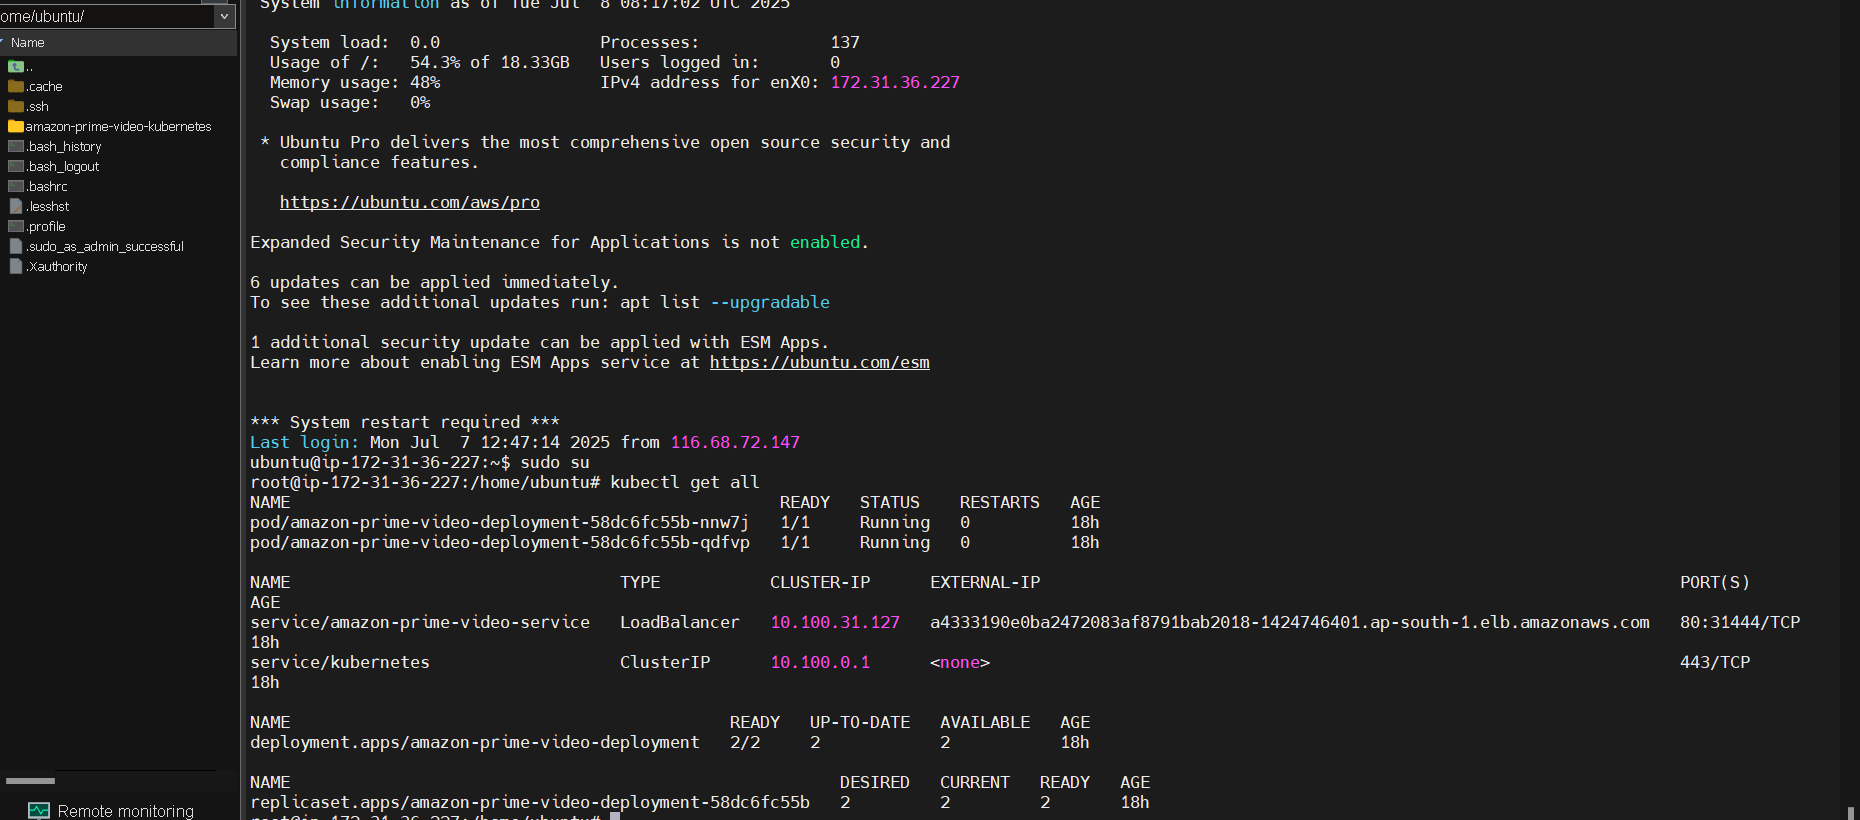 ome/ubuntu/
Name
..
.cache
.ssh
amazon-prime-video-kubernetes
.bash_history
.bash_logout
.bashrc
.lesshst
.profile
.sudo_as_admin_successful
.Xauthority
Remote monitoring
System information as of Tue Jul  8 08:17:02 UTC 2025
System load:  0.0                Processes:             137
Usage of /:   54.3% of 18.33GB   Users logged in:       0
Memory usage: 48%                IPv4 address for enX0: 172.31.36.227
Swap usage:   0%
* Ubuntu Pro delivers the most comprehensive open source security and
compliance features.
https://ubuntu.com/aws/pro
Expanded Security Maintenance for Applications is not enabled.
6 updates can be applied immediately.
To see these additional updates run: apt list --upgradable
1 additional security update can be applied with ESM Apps.
Learn more about enabling ESM Apps service at https://ubuntu.com/esm
*** System restart required ***
Last login: Mon Jul  7 12:47:14 2025 from 116.68.72.147
ubuntu@ip-172-31-36-227:~$ sudo su
root@ip-172-31-36-227:/home/ubuntu# kubectl get all
NAME                                                 READY   STATUS    RESTARTS   AGE
pod/amazon-prime-video-deployment-58dc6fc55b-nnw7j   1/1     Running   0          18h
pod/amazon-prime-video-deployment-58dc6fc55b-qdfvp   1/1     Running   0          18h
NAME                                 TYPE           CLUSTER-IP      EXTERNAL-IP                                                                PORT(S)
AGE
service/amazon-prime-video-service   LoadBalancer   10.100.31.127   a4333190e0ba2472083af8791bab2018-1424746401.ap-south-1.elb.amazonaws.com   80:31444/TCP
18h
service/kubernetes                   ClusterIP      10.100.0.1      <none>                                                                     443/TCP
18h
NAME                                            READY   UP-TO-DATE   AVAILABLE   AGE
deployment.apps/amazon-prime-video-deployment   2/2     2            2           18h
NAME                                                       DESIRED   CURRENT   READY   AGE
replicaset.apps/amazon-prime-video-deployment-58dc6fc55b   2         2         2       18h
root@ip-172-31-36-227:/home/ubuntu#